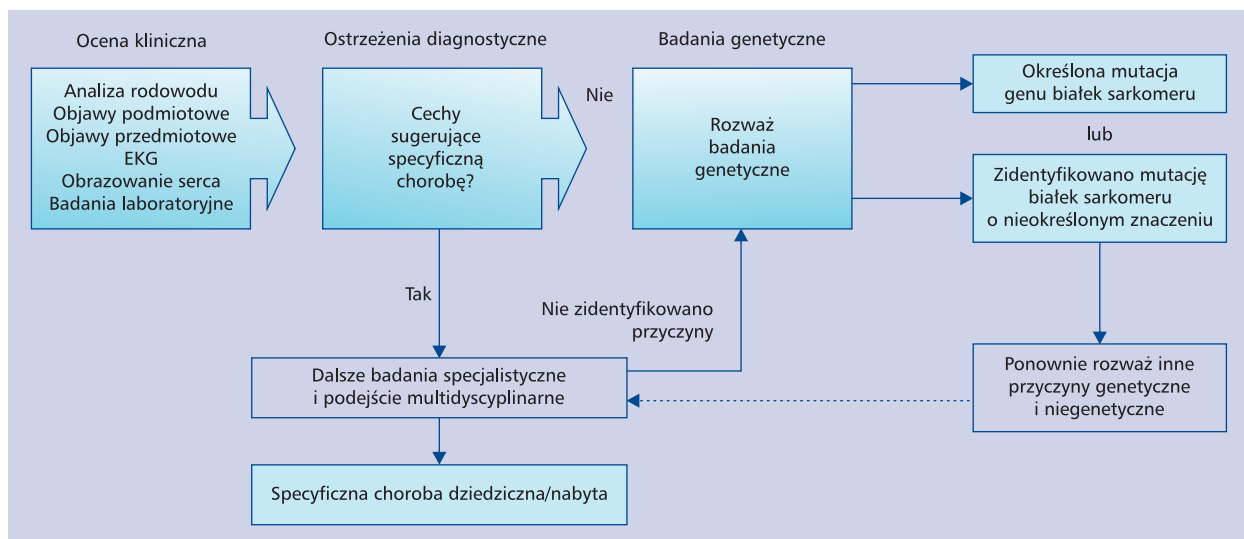 Ocena kliniczna
Analiza rodowodu
Objawy podmiotowe
Objawy przedmiotowe
EKG
Obrazowanie serca
Badania laboratoryjne
Ostrzeżenia diagnostyczne
Cechy
sugerujące
specyficzną
chorobę?
Nie
Badania genetyczne
Rozważ
badania
genetyczne
Określona mutacja
genu białek sarkomeru
lub
Zidentyfikowano mutację
białek sarkomeru
o nieokreślonym znaczeniu
Tak
Nie zidentyfikowano
przyczyny
Dalsze badania specjalistyczne
i podejście multidyscyplinarne
Ponownie rozważ inne
przyczyny genetyczne
i niegenetyczne
Specyficzna choroba dziedziczna/nabyta